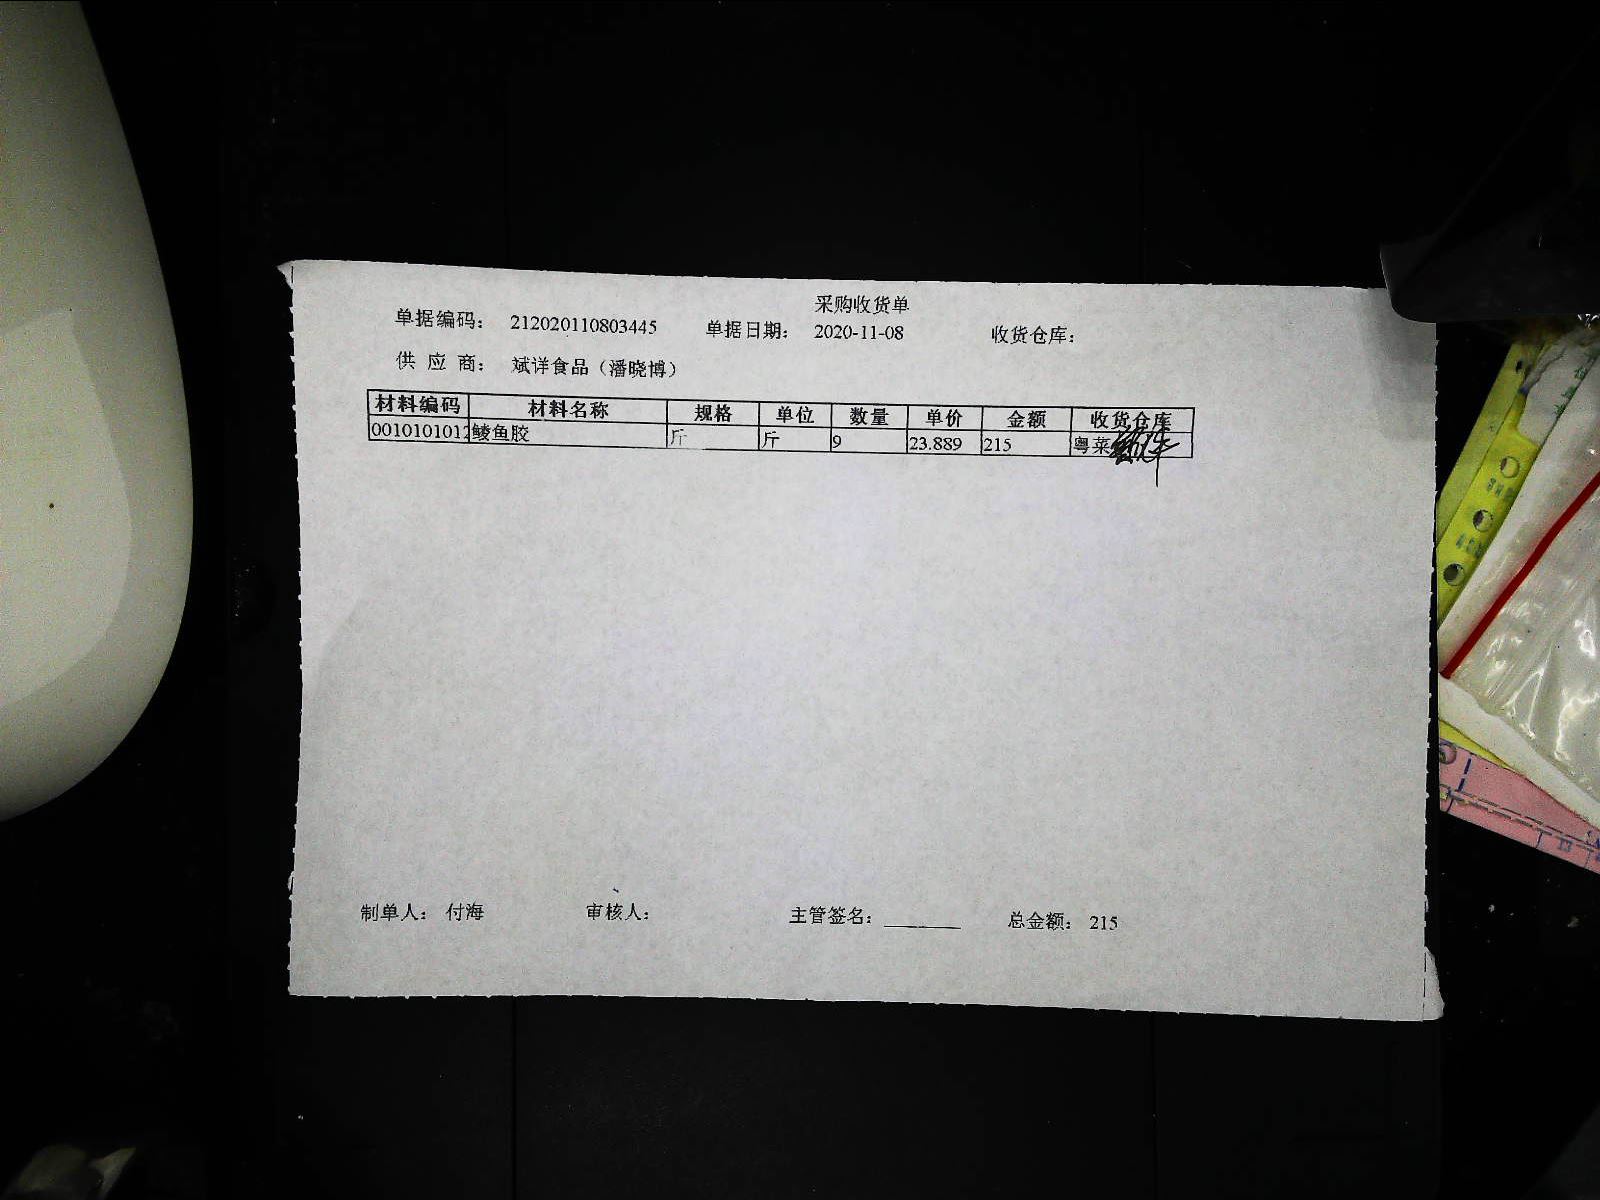 采购收货单
单据编码： 212020110803445 单据日期： 2020-11-08 收货仓库：
供 应 商： 斌详食品（潘晓博）
材料编码 材料名称 规格 单位 数量 单价 金额 收货仓库
0010101012 鲮鱼胶 斤 斤 9 23.889 215 粤菜
制单人： 付海 审核人： 主管签名： 总金额： 215